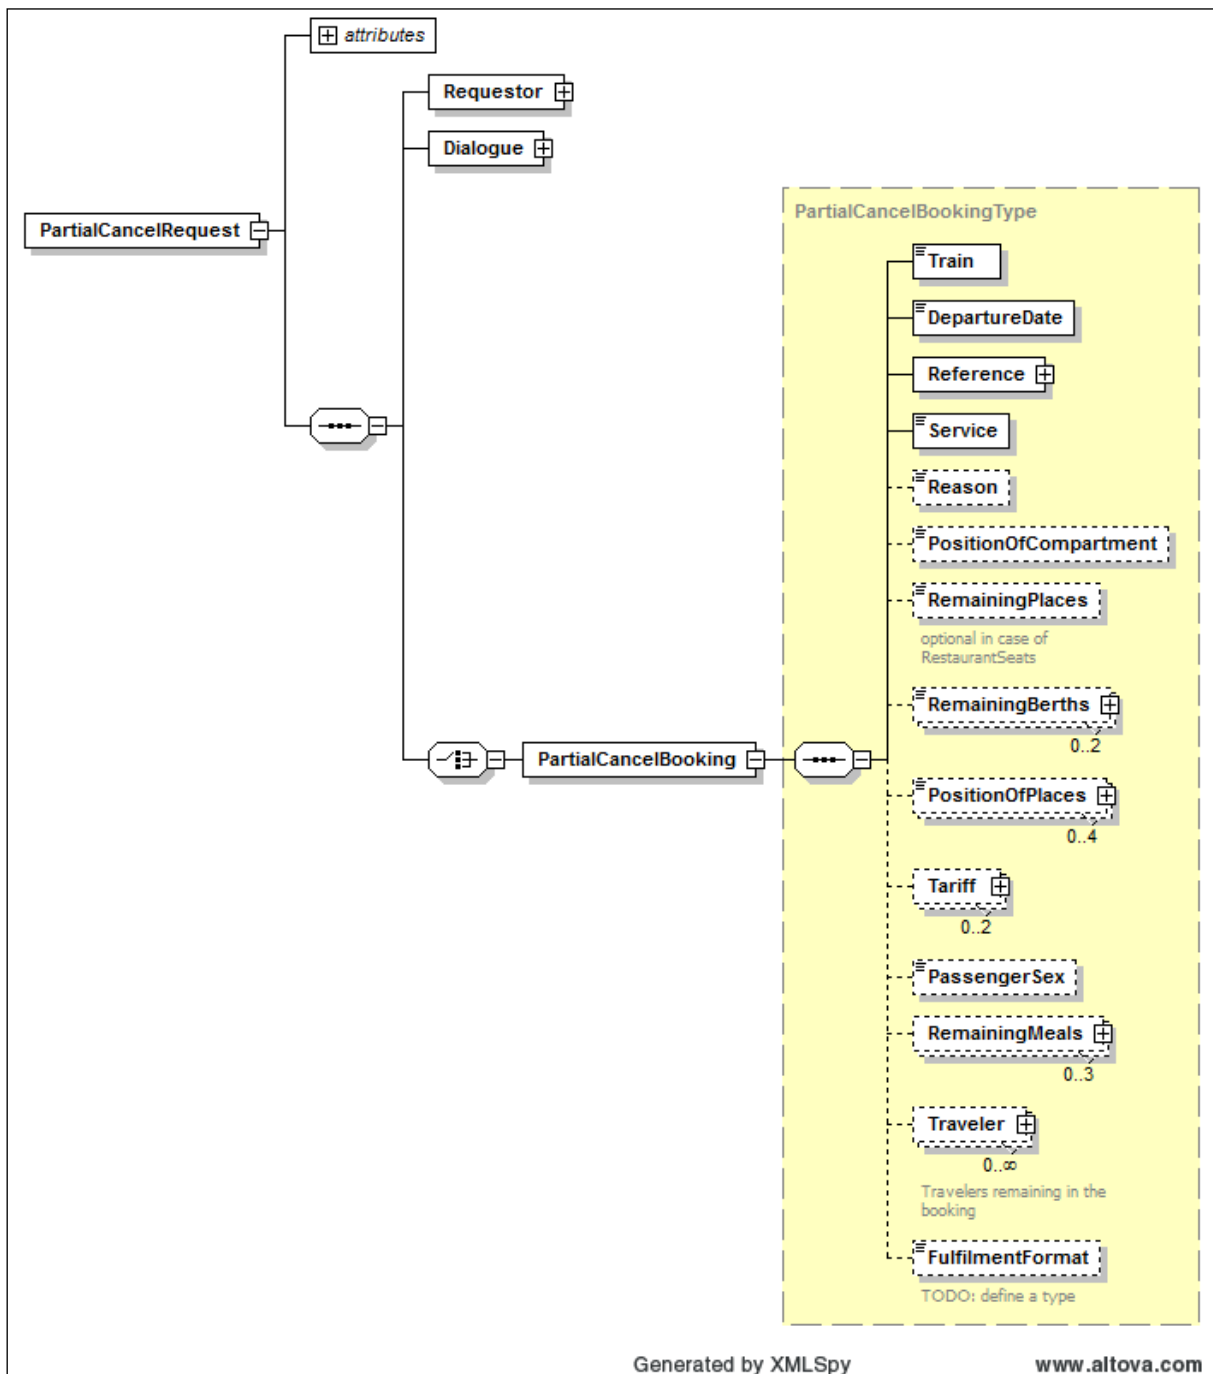 attributes
Requestor
Dialogue
PartialCancelRequest
PartialCancelBookingType
Train
DepartureDate
Reference
Service
Reason
PositionOfCompartment
RemainingPlaces
optional in case of
RestaurantSeats
RemainingBerths
0..2
PartialCancelBooking
PositionOfPlaces
0..4
Tariff
0..2
PassengerSex
RemainingMeals
0..3
Traveler
0..∞
Travelers remaining in the
booking
FulfilmentFormat
TODO: define a type
Generated by XMLSpy
www.altova.com